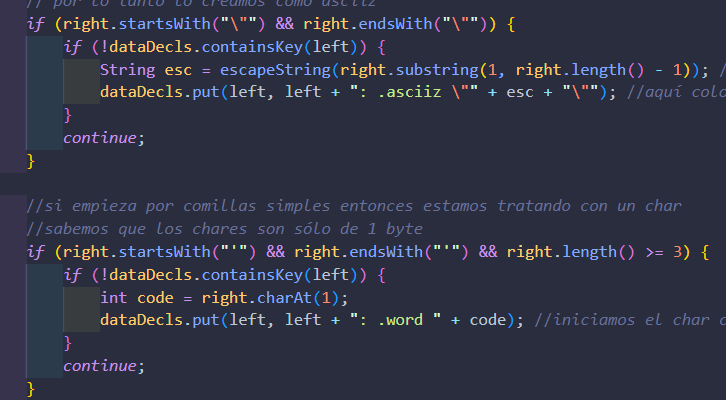 // por lo tanto lo creamos como asciiz
if (right.startsWith("\"") && right.endsWith("\"")) {
if (!dataDecls.containsKey(left)) {
String esc = escapeString(right.substring(1, right.length() - 1)); /
dataDecls.put(left, left + ": .asciiz \"" + esc + "\""); //aquí colo
}
continue;
}
//si empieza por comillas simples entonces estamos tratando con un char
//sabemos que los chares son sólo de 1 byte
if (right.startsWith("'") && right.endsWith("'") && right.length() >= 3) {
if (!dataDecls.containsKey(left)) {
int code = right.charAt(1);
dataDecls.put(left, left + ": .word " + code); //iniciamos el char c
}
continue;
}